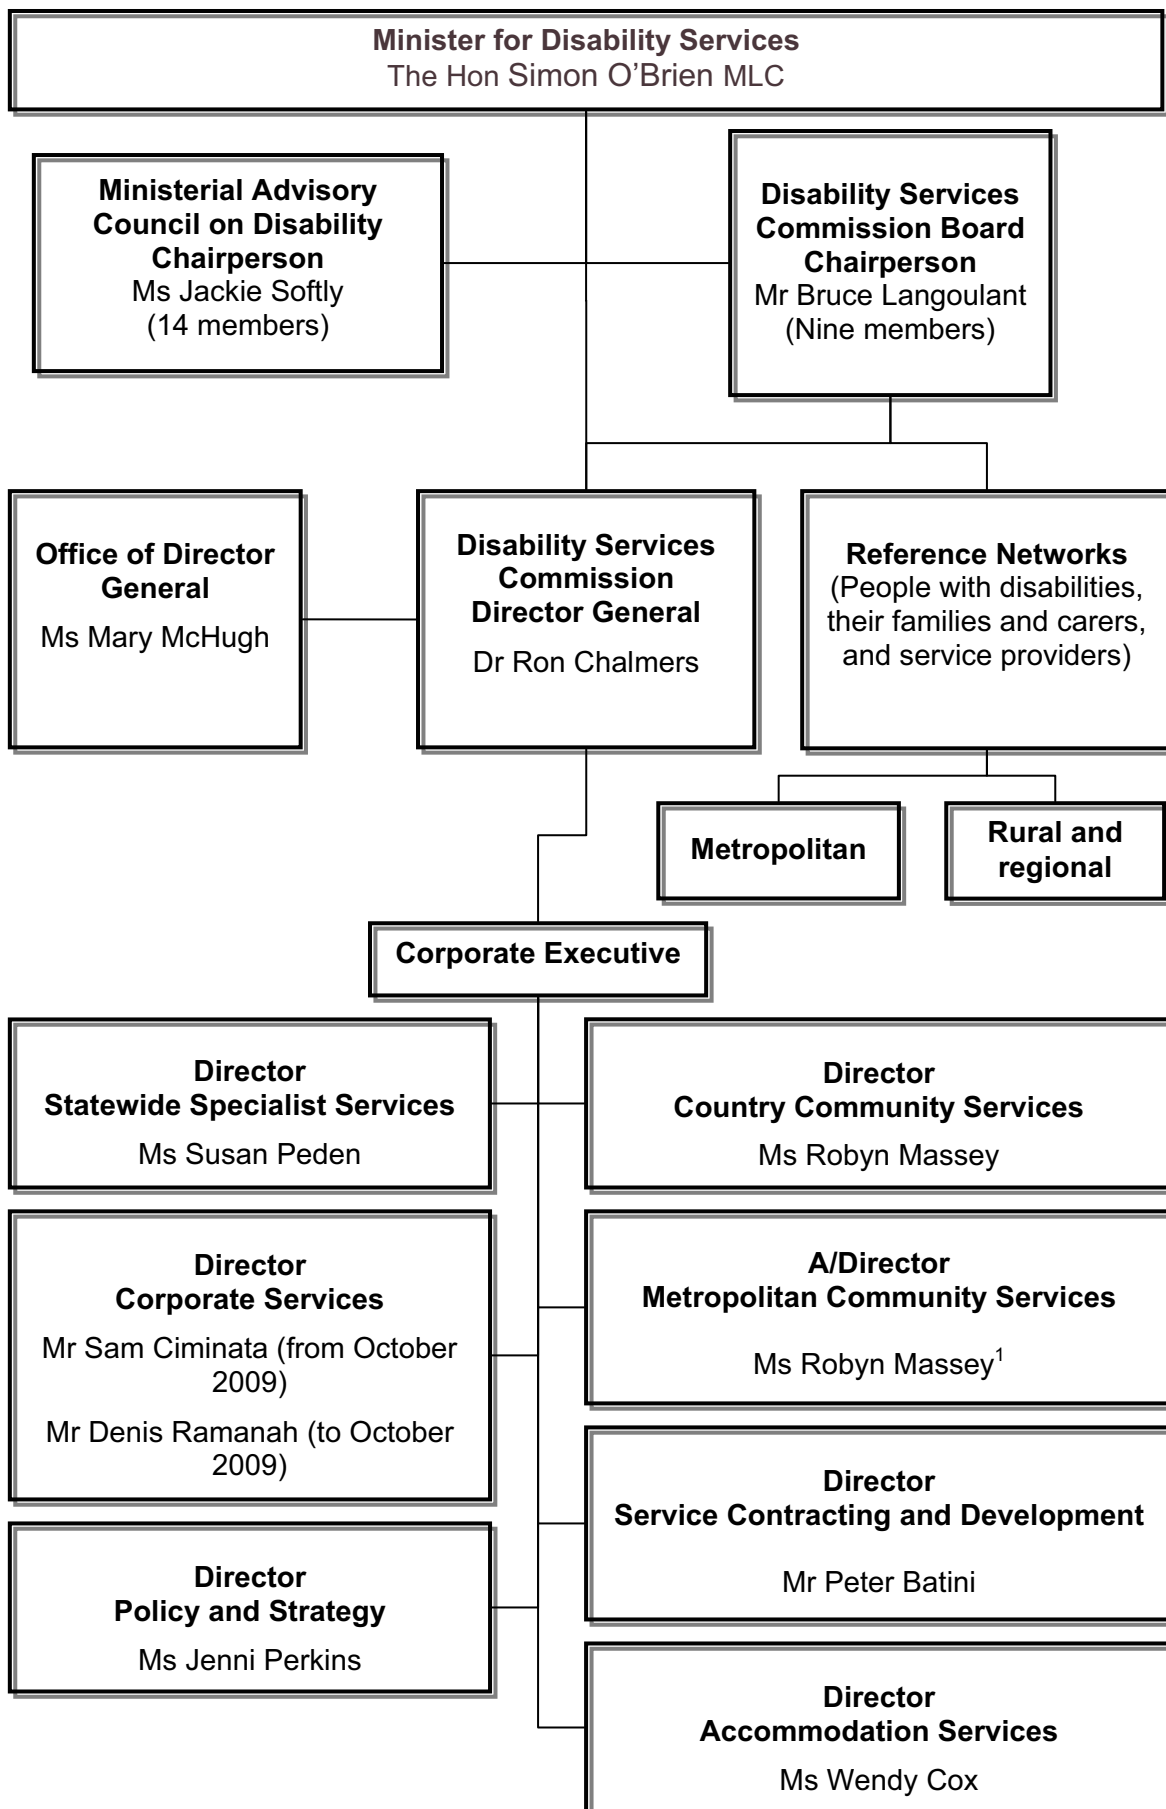 Minister for Disability Services
The Hon Simon O’Brien MLC
Ministerial Advisory
Council on Disability
Chairperson
Ms Jackie Softly
(14 members)
Disability Services
Commission Board
Chairperson
Mr Bruce Langoulant
(Nine members)
Office of Director
General
Ms Mary McHugh
Disability Services
Commission
Director General
Dr Ron Chalmers
Reference Networks
(People with disabilities,
their families and carers,
and service providers)
Metropolitan
Rural and
regional
Corporate Executive
Director
Statewide Specialist Services
Ms Susan Peden
Director
Country Community Services
Ms Robyn Massey
Director
Corporate Services
Mr Sam Ciminata (from October
2009)
Mr Denis Ramanah (to October
2009)
A/Director
Metropolitan Community Services
Ms Robyn Massey¹
Director
Service Contracting and Development
Mr Peter Batini
Director
Policy and Strategy
Ms Jenni Perkins
Director
Accommodation Services
Ms Wendy Cox